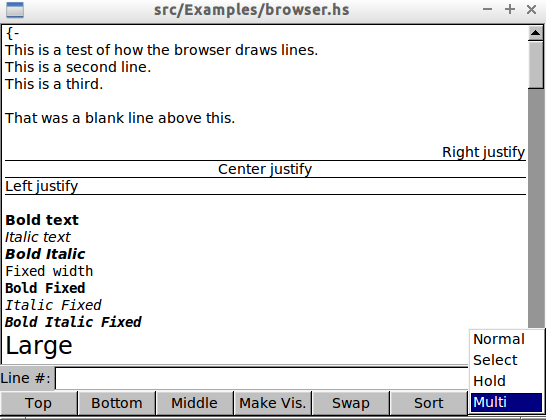 src/Examples/browser.hs
{-
This is a test of how the browser draws lines.
This is a second line.
This is a third.
That was a blank line above this.
Right justify
Center justify
Left justify
Bold text
Italic text
Bold Italic
Fixed width
Bold Fixed
Italic Fixed
Bold Italic Fixed
Large
Line #:
Top Bottom Middle Make Vis. Swap Sort
Normal
Select
Hold
Multi